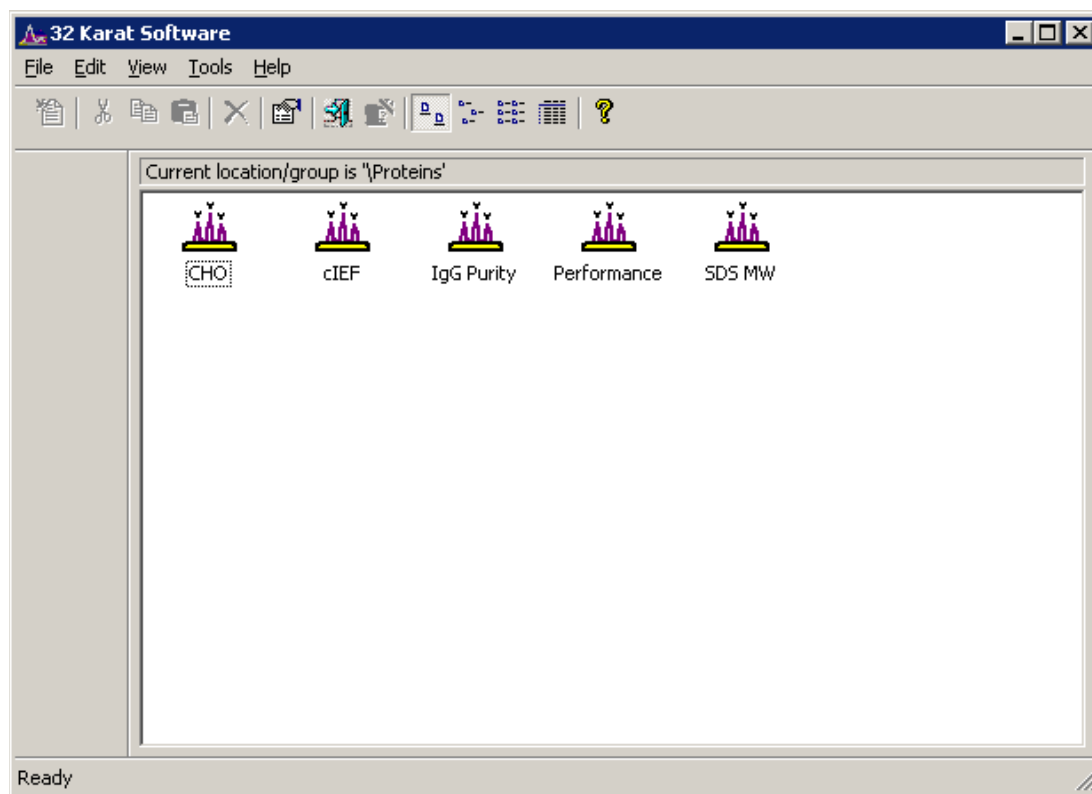 32 Karat Software
File Edit View Tools Help
Current location/group is '\Proteins'
CHO cIEF IgG Purity Performance SDS MW
Ready